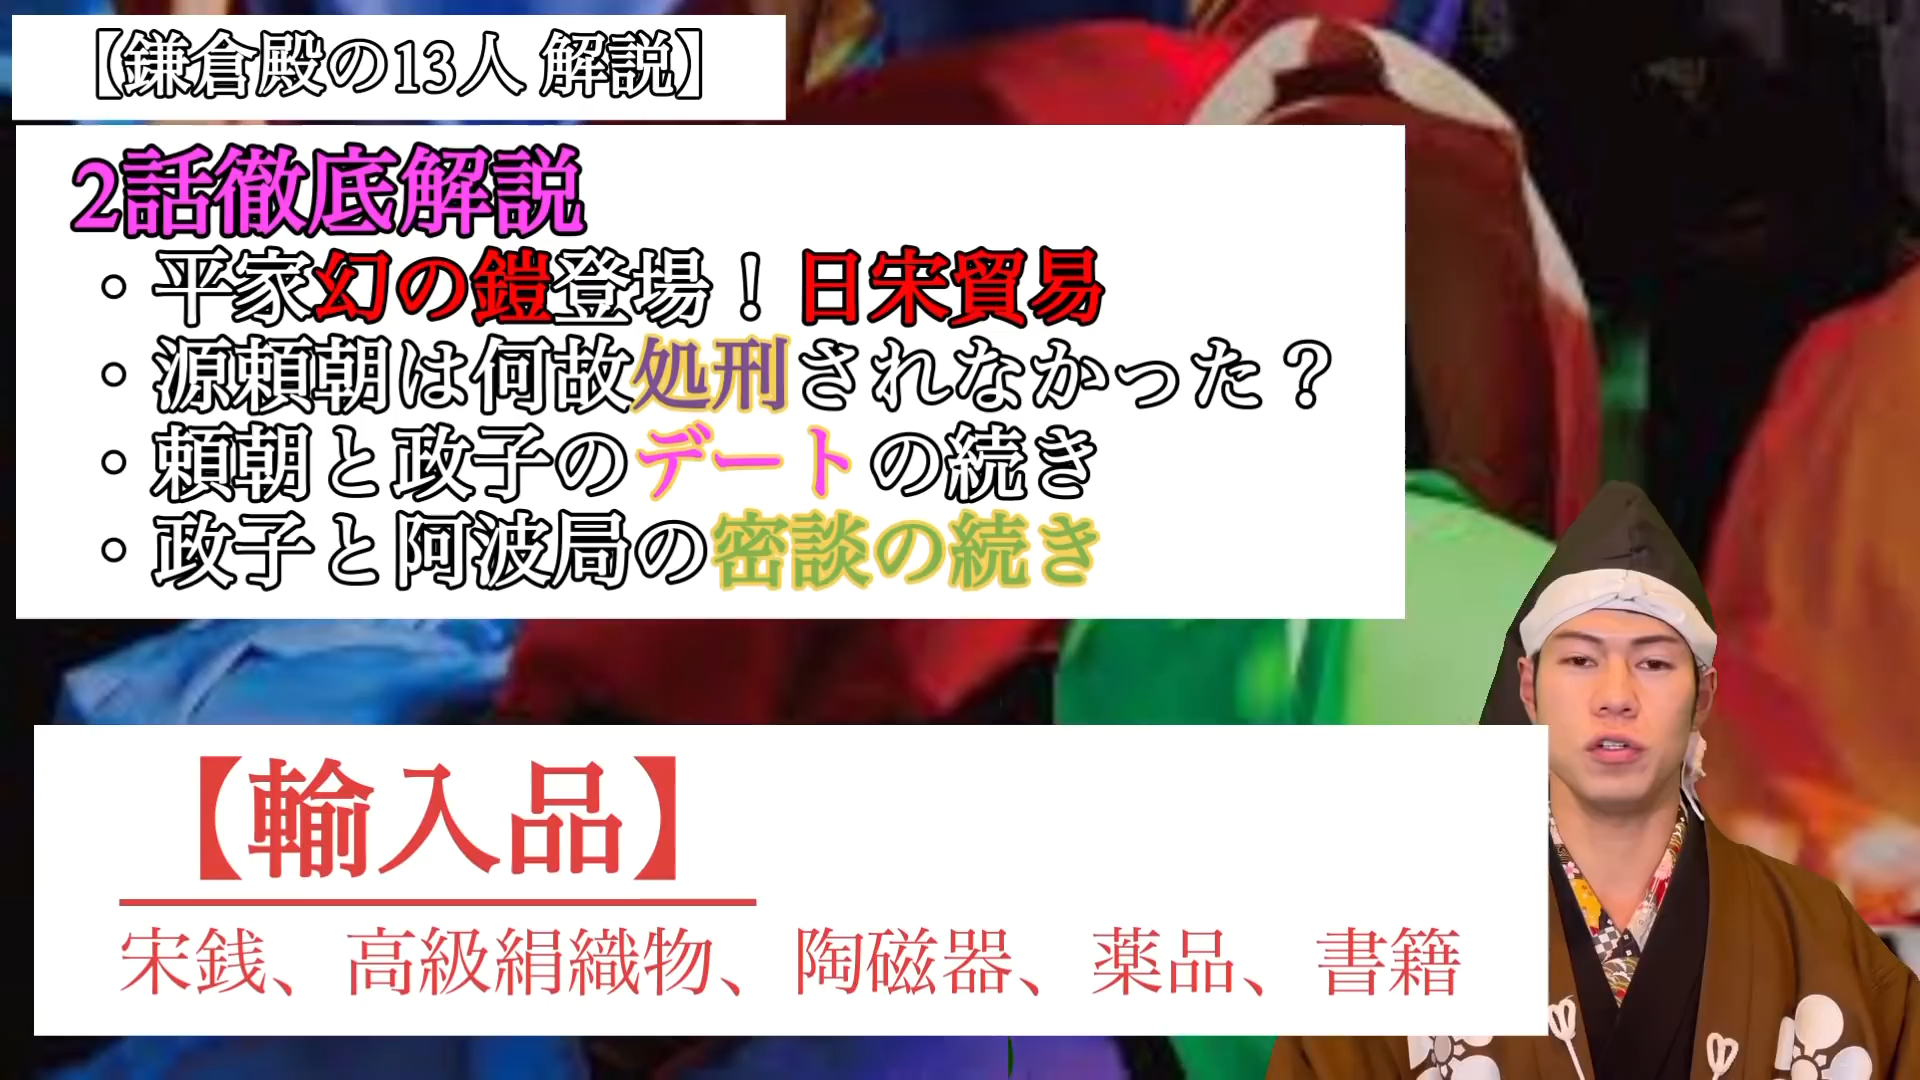 【鎌倉殿の13人 解説】
2話徹底解説
・平家幻の鎧登場！日宋貿易
・源頼朝は何故処刑されなかった？
・頼朝と政子のデートの続き
・政子と阿波局の密談の続き
【輸入品】
宋銭、高級絹織物、陶磁器、薬品、書籍